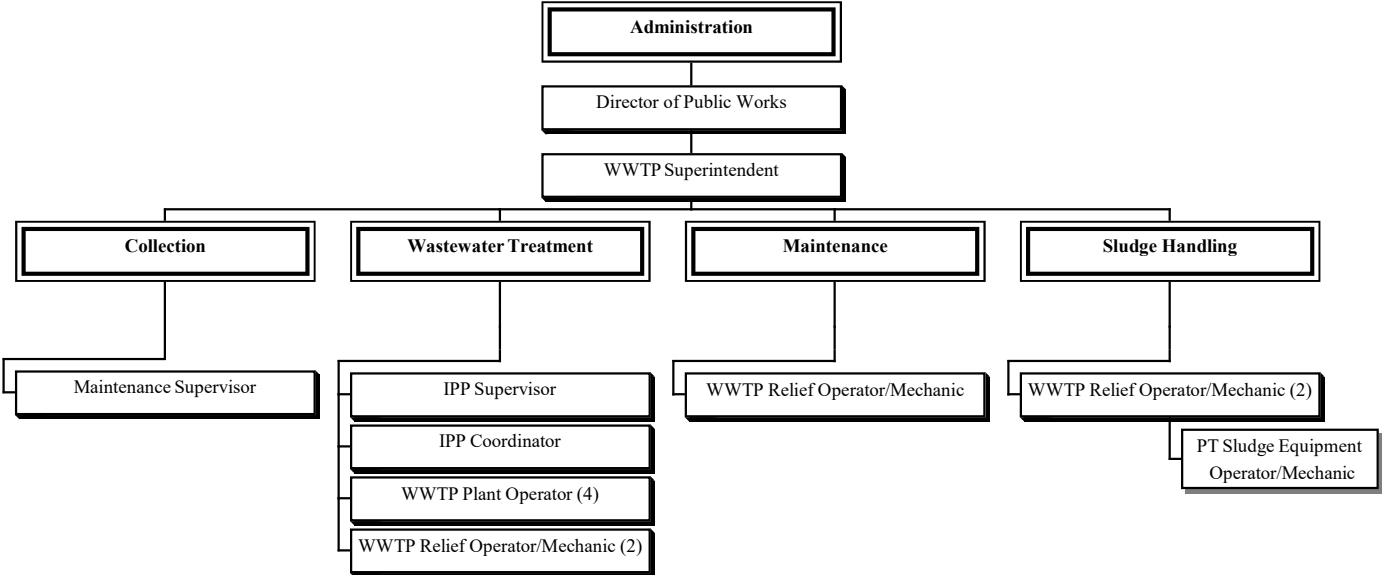 Administration
Director of Public Works
WWTP Superintendent
Collection
Wastewater Treatment
Maintenance
Sludge Handling
Maintenance Supervisor
IPP Supervisor
WWTP Relief Operator/Mechanic
WWTP Relief Operator/Mechanic (2)
IPP Coordinator
PT Sludge Equipment
Operator/Mechanic
WWTP Plant Operator (4)
WWTP Relief Operator/Mechanic (2)